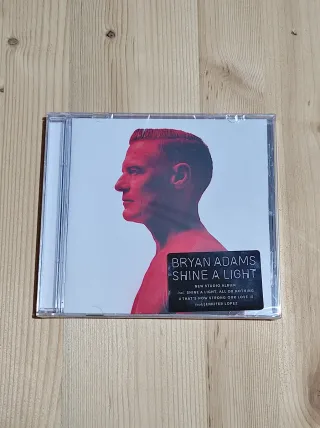 BRYAN ADAMS
SHINE A LIGHT
NEW STUDIO ALBUM
incl. SHINE A LIGHT, ALL OR NOTHING
& THAT'S HOW STRONG OUR LOVE IS
JENNIFER LOPEZ